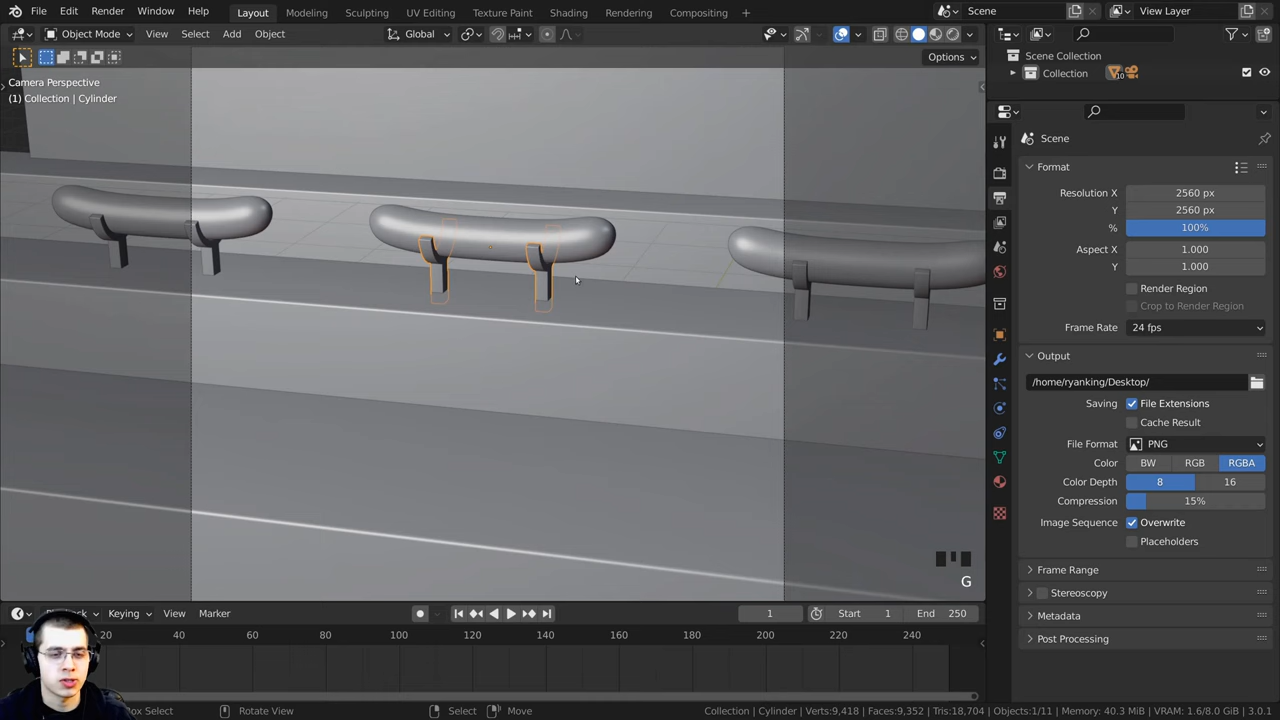 File Edit Render Window Help Layout Modeling Sculpting UV Editing Texture Paint Shading Rendering Compositing + Scene View Layer
Object Mode View Select Add Object Global
Options
Camera Perspective
(1) Collection | Cylinder
Scene Collection
Collection 10
Scene
Format
Resolution X 2560 px
Y 2560 px
% 100%
Aspect X 1.000
Y 1.000
Render Region
Crop to Render Region
Frame Rate 24 fps
Output
/home/ryanking/Desktop/
Saving File Extensions
Cache Result
File Format PNG
Color BW RGB RGBA
Color Depth 8 16
Compression 15%
Image Sequence Overwrite
Placeholders
Frame Range
Stereoscopy
Metadata
Post Processing
G
Playback Keying View Marker 1 Start 1 End 250
20 40 60 80 100 120 140 160 180 200 220 240
Box Select Rotate View Select Move Collection | Cylinder | Verts:9,418 | Faces:9,352 | Tris:18,704 | Objects:1/11 | Memory: 40.3 MiB | VRAM: 1.6/8.0 GiB | 3.0.1